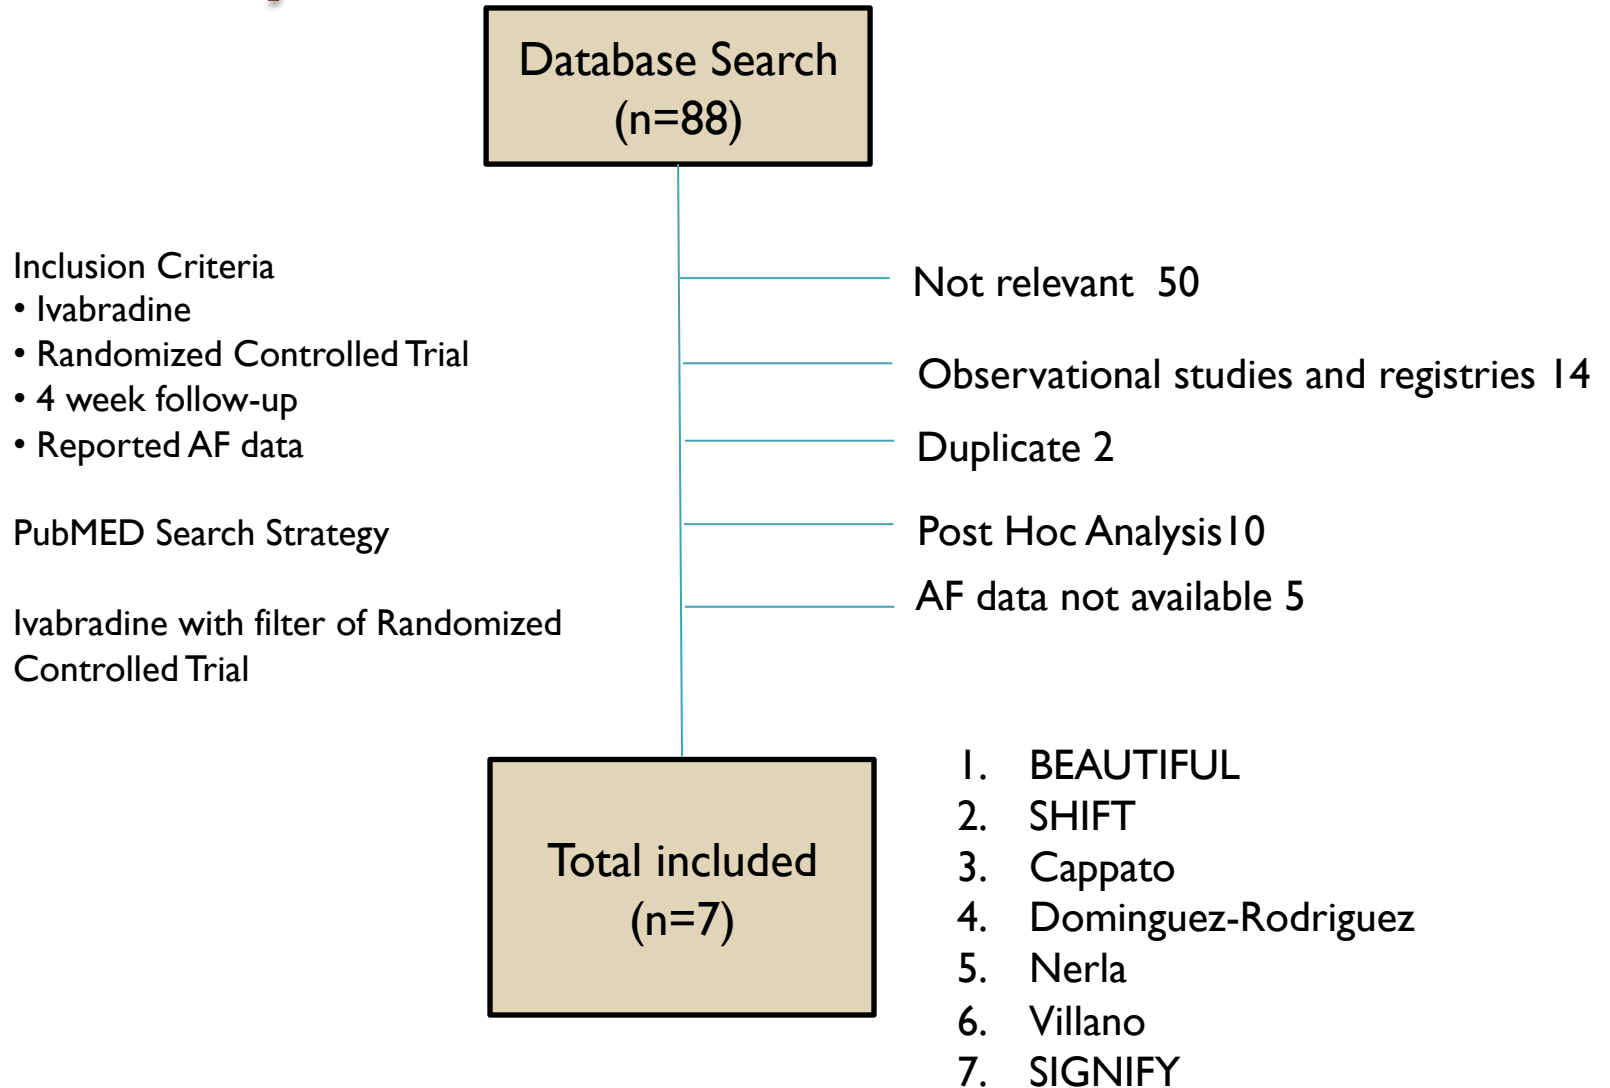 Database Search
(n=88)
Inclusion Criteria
• Ivabradine
• Randomized Controlled Trial
• 4 week follow-up
• Reported AF data
PubMED Search Strategy
Ivabradine with filter of Randomized
Controlled Trial
Not relevant 50
Observational studies and registries 14
Duplicate 2
Post Hoc Analysis10
AF data not available 5
Total included
(n=7)
1. BEAUTIFUL
2. SHIFT
3. Cappato
4. Dominguez-Rodriguez
5. Nerla
6. Villano
7. SIGNIFY